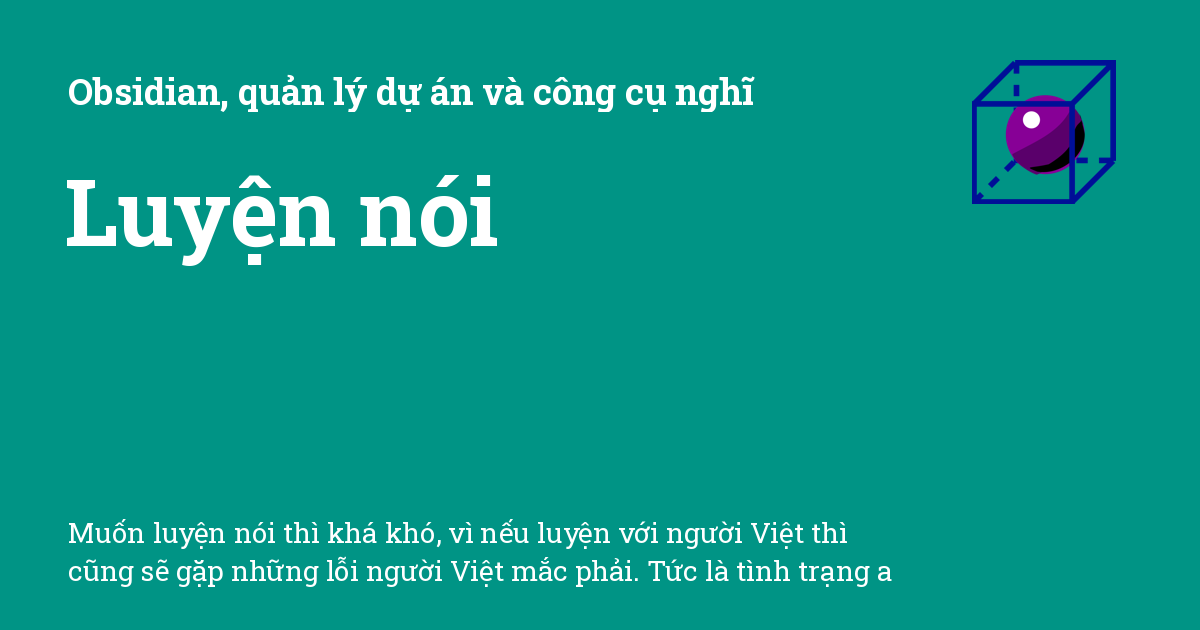 Obsidian, quản lý dự án và công cụ nghĩ
Luyện nói
Muốn luyện nói thì khá khó, vì nếu luyện với người Việt thì
cũng sẽ gặp những lỗi người Việt mắc phải. Tức là tình trạng a